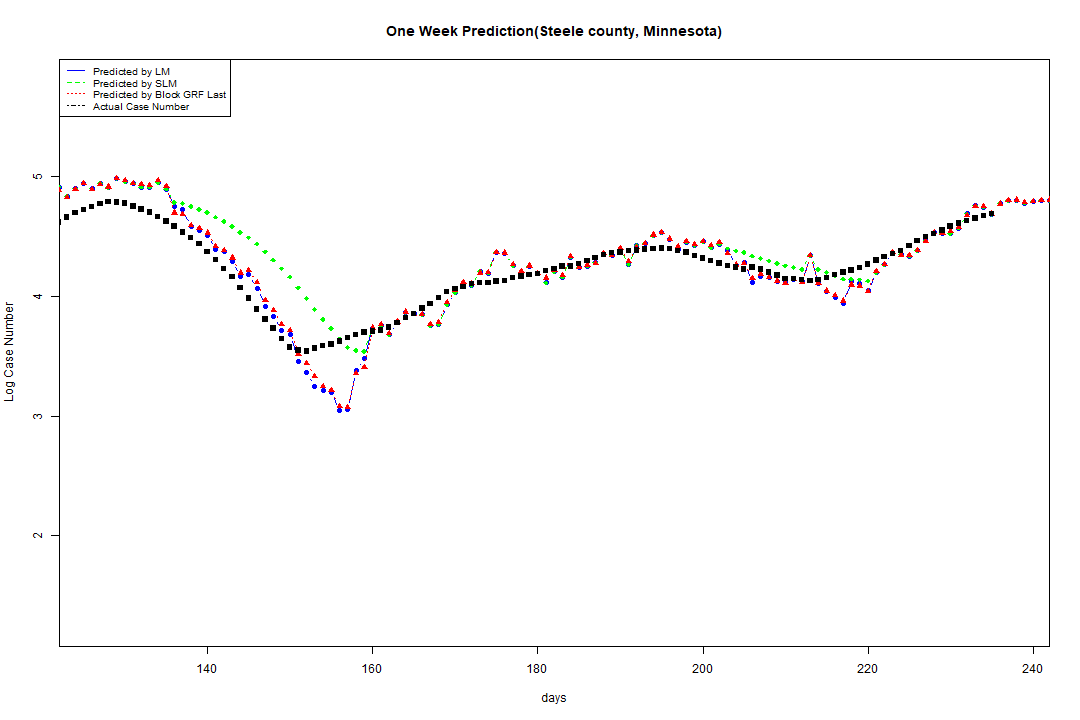 One Week Prediction(Steele county, Minnesota)
Predicted by LM
Predicted by SLM
Predicted by Block GRF Last
Actual Case Number
5
4
3
2
Log Case Number
140 160 180 200 220 240
days